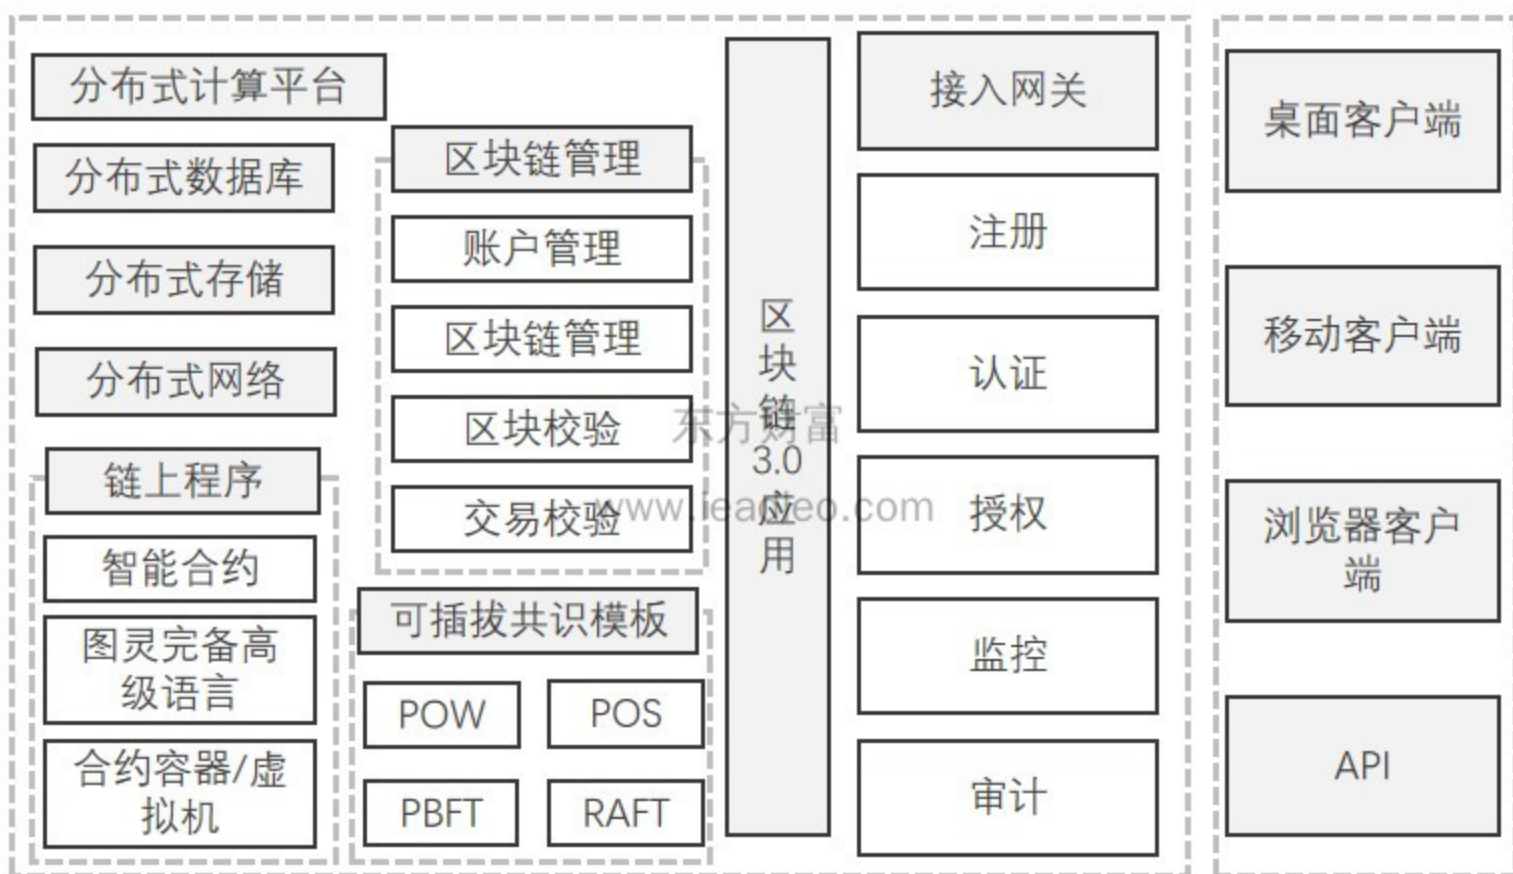 分布式计算平台
分布式数据库
分布式存储
分布式网络
链上程序
智能合约
图灵完备高
级语言
合约容器/虚
拟机
区块链管理
账户管理
区块链管理
区块校验
交易校验
可插拔共识模板
POW
POS
PBFT
RAFT
区
块
链
3.0
应
用
接入网关
注册
认证
授权
监控
审计
桌面客户端
移动客户端
浏览器客户
端
API
东方财富